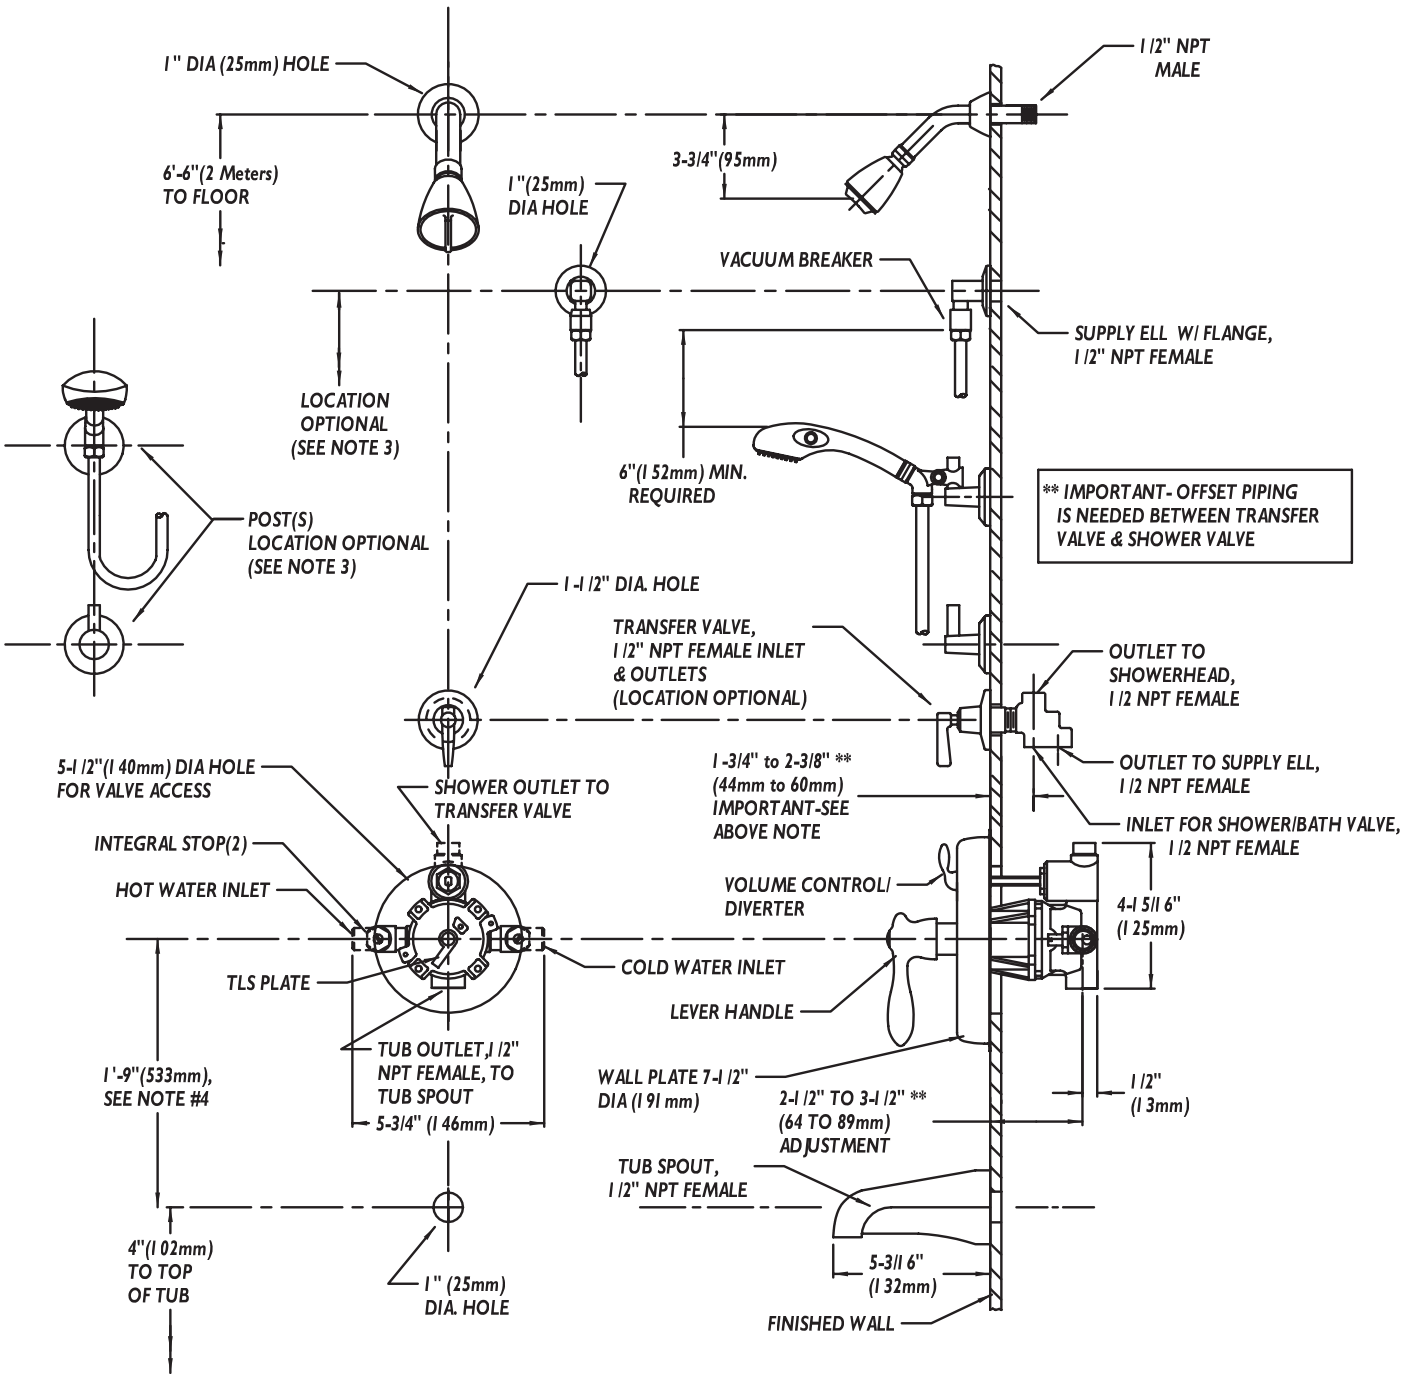 1/2" NPT
MALE
1" DIA (25mm) HOLE
3-3/4"(95mm)
6'-6"(2 Meters)
TO FLOOR
1"(25mm)
DIA HOLE
VACUUM BREAKER
SUPPLY ELL W/ FLANGE,
1/2" NPT FEMALE
LOCATION
OPTIONAL
(SEE NOTE 3)
6"(152mm) MIN.
REQUIRED
** IMPORTANT- OFFSET PIPING
IS NEEDED BETWEEN TRANSFER
VALVE & SHOWER VALVE
POST(S)
LOCATION OPTIONAL
(SEE NOTE 3)
1-1/2" DIA. HOLE
TRANSFER VALVE,
1/2" NPT FEMALE INLET
& OUTLETS
(LOCATION OPTIONAL)
OUTLET TO
SHOWERHEAD,
1/2 NPT FEMALE
5-1/2"(140mm) DIA HOLE
FOR VALVE ACCESS
SHOWER OUTLET TO
TRANSFER VALVE
1-3/4" to 2-3/8" **
(44mm to 60mm)
IMPORTANT-SEE
ABOVE NOTE
OUTLET TO SUPPLY ELL,
1/2 NPT FEMALE
INLET FOR SHOWER/BATH VALVE,
1/2 NPT FEMALE
INTEGRAL STOP(2)
HOT WATER INLET
VOLUME CONTROL/
DIVERTER
4-15/16"
(125mm)
TLS PLATE
COLD WATER INLET
LEVER HANDLE
TUB OUTLET,1/2"
NPT FEMALE, TO
TUB SPOUT
1'-9"(533mm),
SEE NOTE #4
WALL PLATE 7-1/2"
DIA (191mm)
1/2"
(13mm)
5-3/4" (146mm)
2-1/2" TO 3-1/2" **
(64 TO 89mm)
ADJUSTMENT
TUB SPOUT,
1/2" NPT FEMALE
4"(102mm)
TO TOP
OF TUB
5-3/16"
(132mm)
1" (25mm)
DIA. HOLE
FINISHED WALL